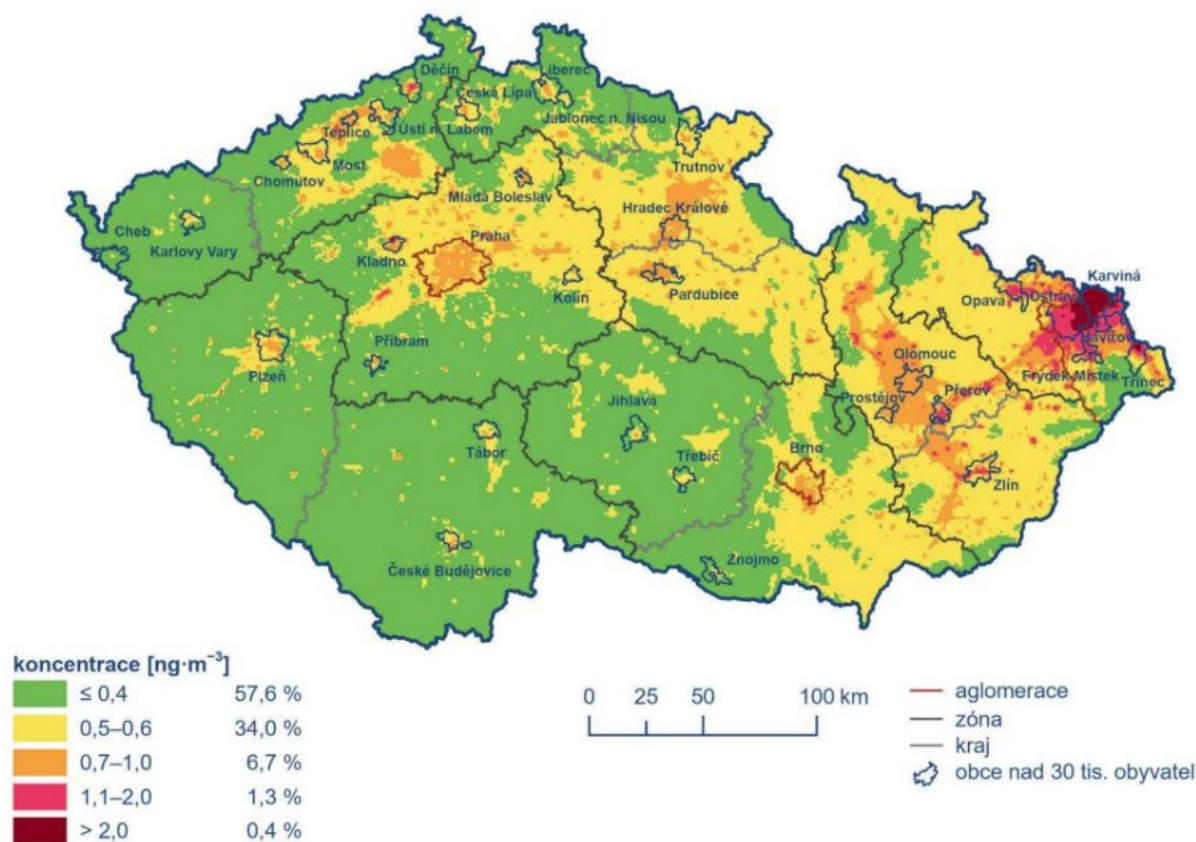 Děčín
Liberec
Česká Lípa
Jablonec n. Nisou
Teplice
Ústí n. Labem
Trutnov
Most
Chomutov
Mladá Boleslav
Hradec Králové
Cheb
Karlovy Vary
Praha
Kladno
Karviná
Kolín
Pardubice
Opava
Ostrava
Havířov
Příbram
Olomouc
Plzeň
Frýdek-Místek
Třinec
Přerov
Prostějov
Jihlava
Tábor
Třebíč
Brno
Zlín
Znojmo
České Budějovice
koncentrace [ng·m⁻³]
≤ 0,4 57,6 %
0,5–0,6 34,0 %
0,7–1,0 6,7 %
1,1–2,0 1,3 %
> 2,0 0,4 %
0 25 50 100 km
aglomerace
zóna
kraj
obce nad 30 tis. obyvatel